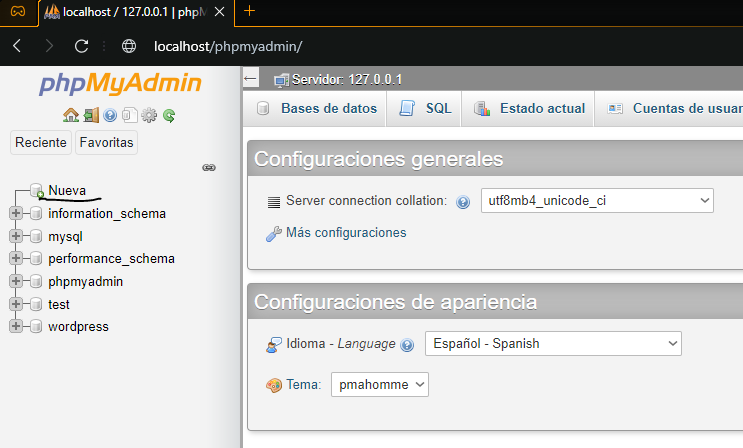 localhost / 127.0.0.1 | phpM
localhost/phpmyadmin/
phpMyAdmin
Reciente
Favoritas
Nueva
information_schema
mysql
performance_schema
phpmyadmin
test
wordpress
Servidor: 127.0.0.1
Bases de datos
SQL
Estado actual
Cuentas de usuar
Configuraciones generales
Server connection collation:
utf8mb4_unicode_ci
Más configuraciones
Configuraciones de apariencia
Idioma - Language
Español - Spanish
Tema:
pmahomme